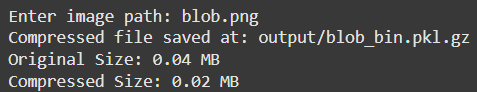 Enter image path: blob.png
Compressed file saved at: output/blob_bin.pkl.gz
Original Size: 0.04 MB
Compressed Size: 0.02 MB